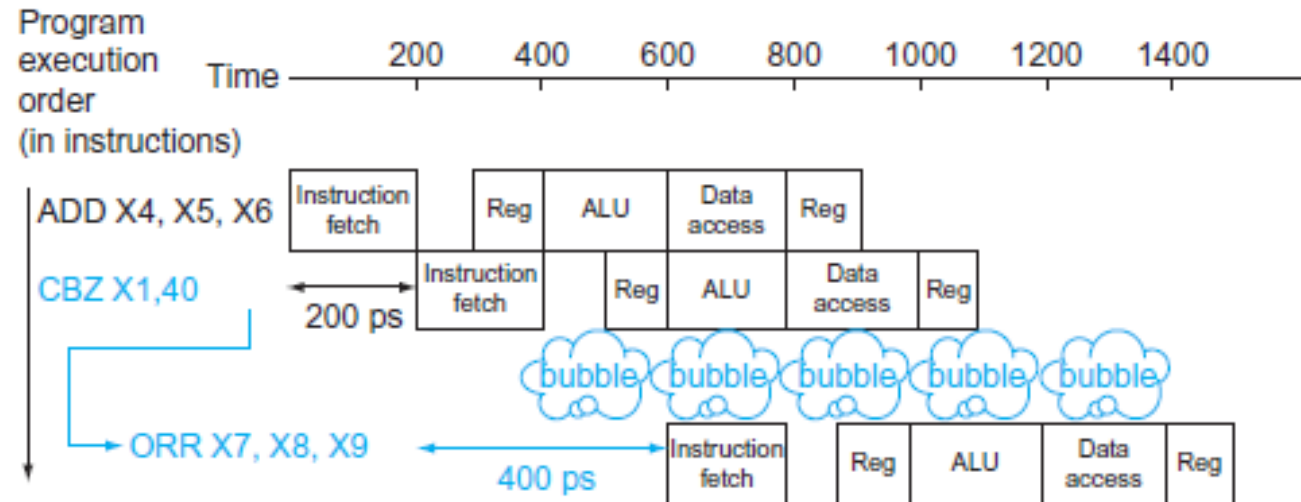 Program
execution
order
(in instructions)
Time
200 400 600 800 1000 1200 1400
ADD X4, X5, X6
Instruction
fetch
Reg
ALU
Data
access
Reg
CBZ X1,40
200 ps
Instruction
fetch
Reg
ALU
Data
access
Reg
bubble bubble bubble bubble bubble
ORR X7, X8, X9
400 ps
Instruction
fetch
Reg
ALU
Data
access
Reg